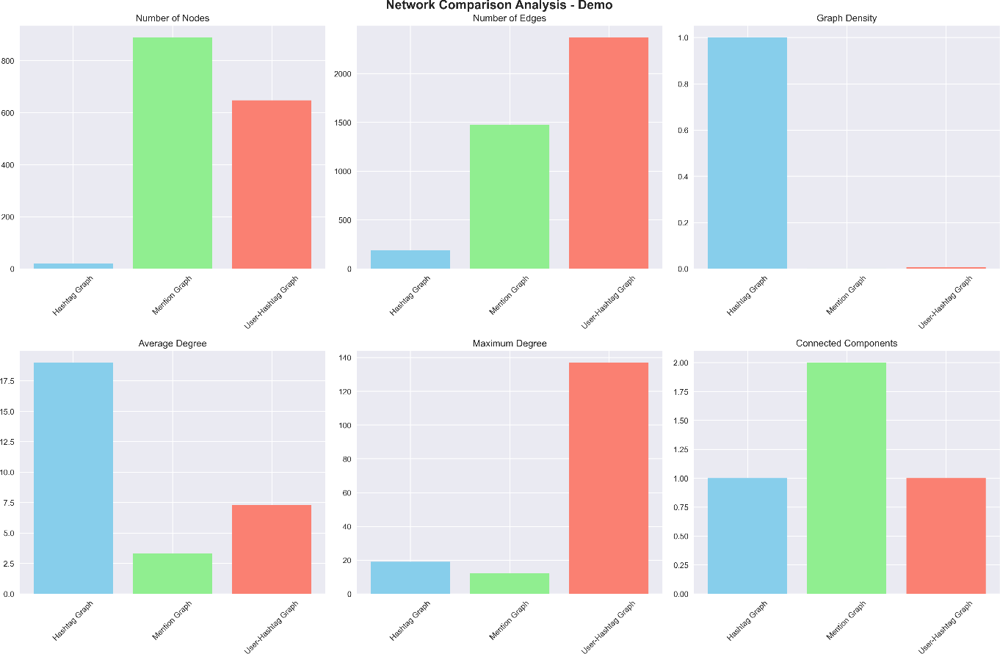 Network Comparison Analysis - Demo
Number of Nodes
800
600
400
200
0
Hashtag Graph
Mention Graph
User-Hashtag Graph
Number of Edges
2000
1500
1000
500
0
Hashtag Graph
Mention Graph
User-Hashtag Graph
Graph Density
1.0
0.8
0.6
0.4
0.2
0.0
Hashtag Graph
Mention Graph
User-Hashtag Graph
Average Degree
17.5
15.0
12.5
10.0
7.5
5.0
2.5
0.0
Hashtag Graph
Mention Graph
User-Hashtag Graph
Maximum Degree
140
120
100
80
60
40
20
0
Hashtag Graph
Mention Graph
User-Hashtag Graph
Connected Components
2.00
1.75
1.50
1.25
1.00
0.75
0.50
0.25
0.00
Hashtag Graph
Mention Graph
User-Hashtag Graph